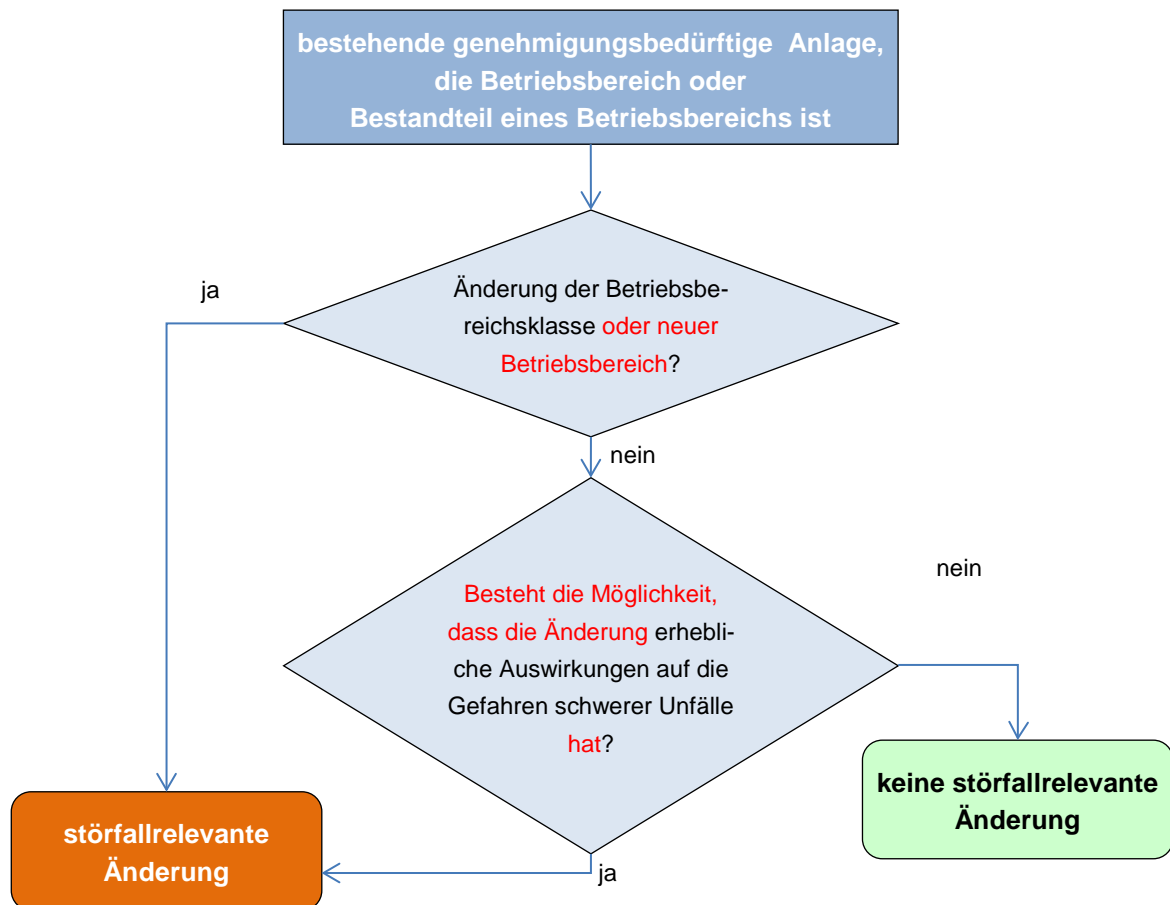 bestehende genehmigungsbedürftige Anlage,
die Betriebsbereich oder
Bestandteil eines Betriebsbereichs ist
ja
Änderung der Betriebsbe-
reichsklasse oder neuer
Betriebsbereich?
nein
nein
Besteht die Möglichkeit,
dass die Änderung erhebli-
che Auswirkungen auf die
Gefahren schwerer Unfälle
hat?
keine störfallrelevante
Änderung
störfallrelevante
Änderung
ja